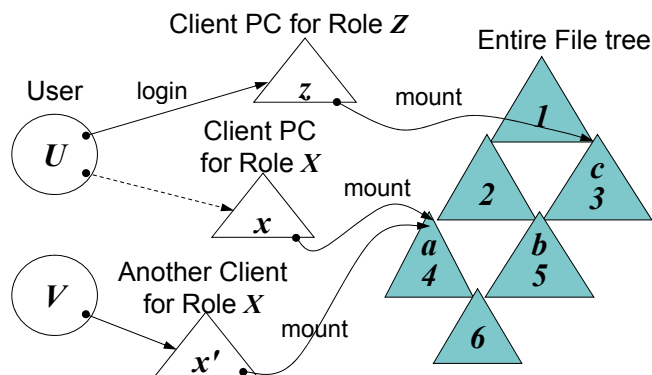 Client PC for Role Z
Entire File tree
User
login
z
mount
1
U
Client PC
for Role X
2
c
3
mount
x
a
4
b
5
Another Client
for Role X
V
mount
6
x'